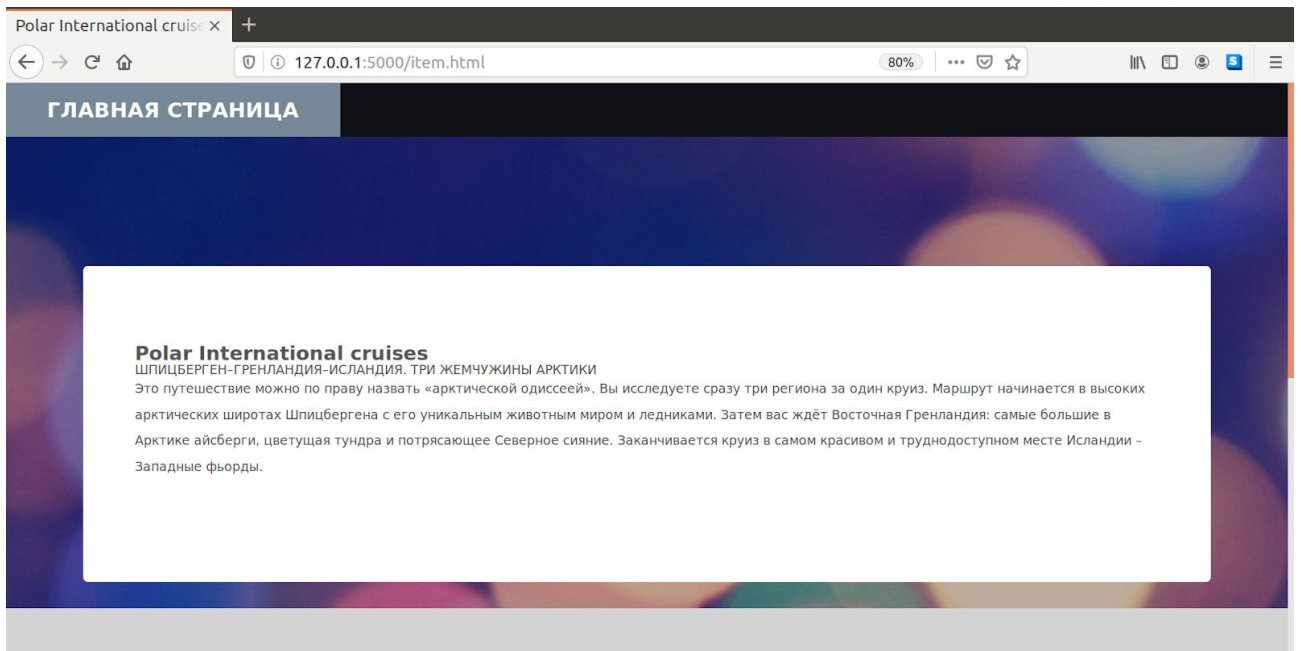 Polar International cruise
127.0.0.1:5000/item.html
80%
S
ГЛАВНАЯ СТРАНИЦА
Polar International cruises
ШПИЦБЕРГЕН–ГРЕНЛАНДИЯ–ИСЛАНДИЯ. ТРИ ЖЕМЧУЖИНЫ АРКТИКИ
Это путешествие можно по праву назвать «арктической одиссеей». Вы исследуете сразу три региона за один круиз. Маршрут начинается в высоких
арктических широтах Шпицбергена с его уникальным животным миром и ледниками. Затем вас ждёт Восточная Гренландия: самые большие в
Арктике айсберги, цветущая тундра и потрясающее Северное сияние. Заканчивается круиз в самом красивом и труднодоступном месте Исландии –
Западные фьорды.